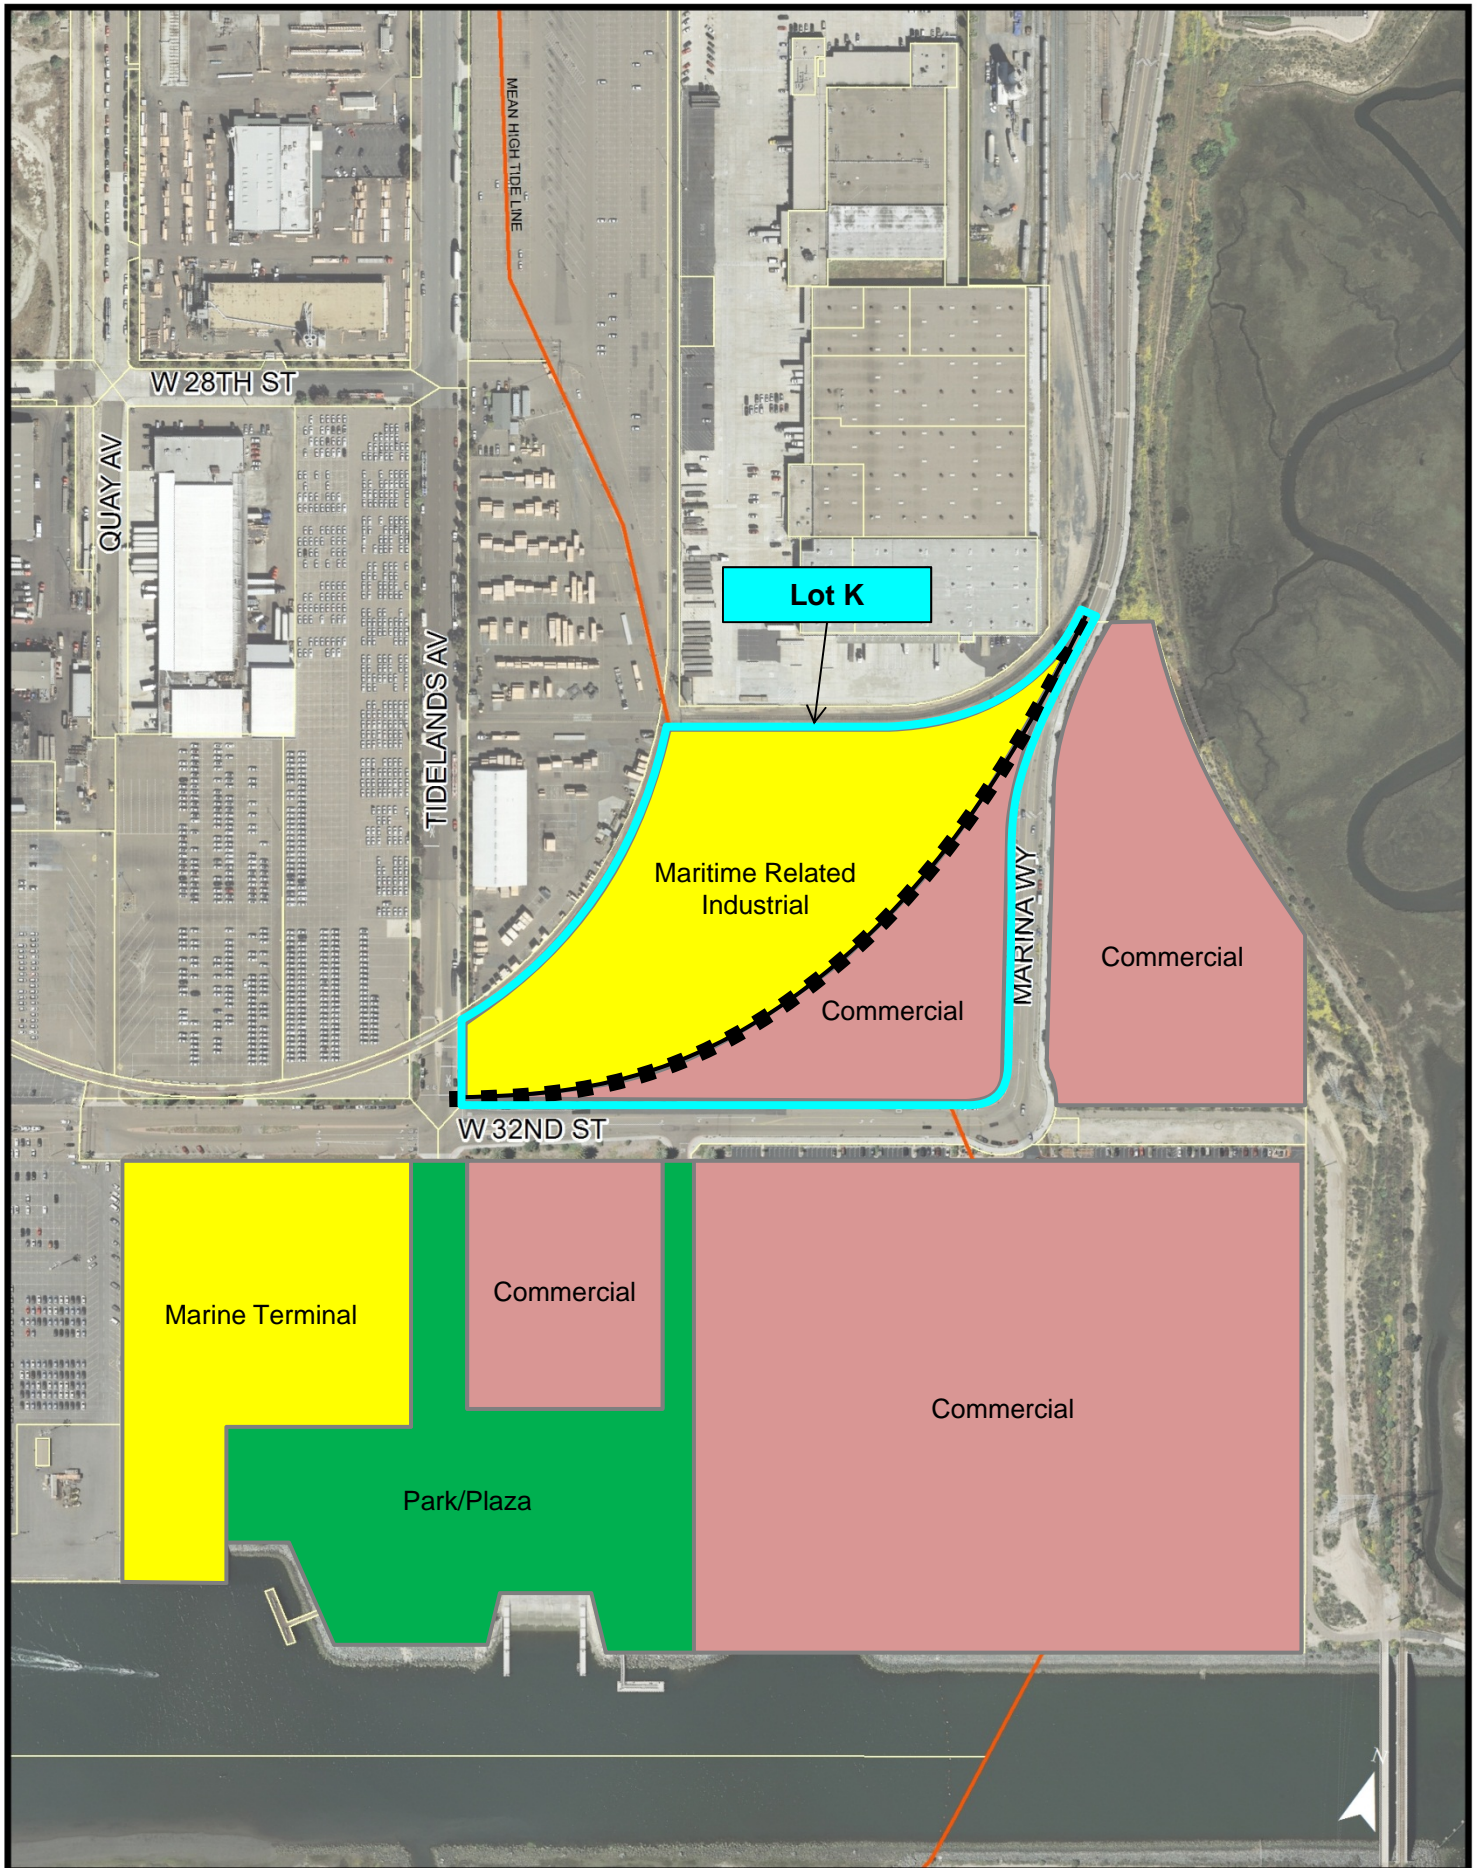 MEAN HIGH TIDE LINE
W 28TH ST
QUAY AV
Lot K
TIDELANDS AV
Maritime Related
Industrial
MARINA WY
Commercial
Commercial
W 32ND ST
Commercial
Marine Terminal
Commercial
Park/Plaza
N